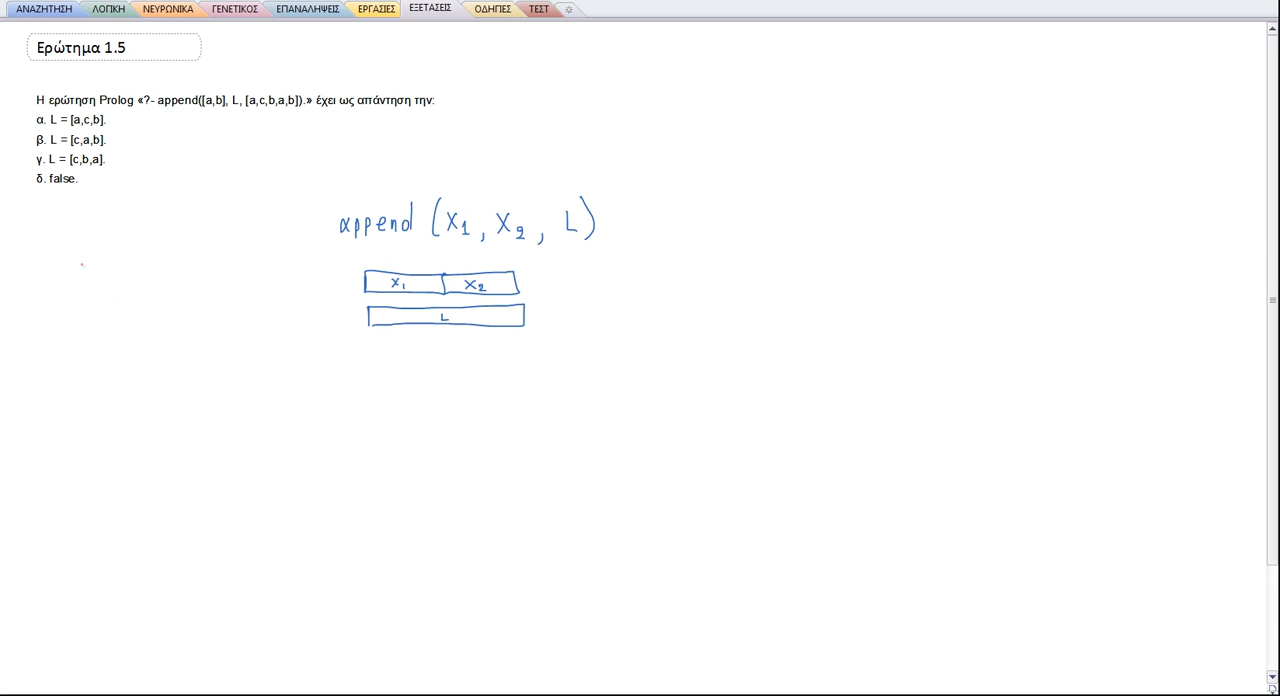 ΑΝΑΖΗΤΗΣΗ ΛΟΓΙΚΗ ΝΕΥΡΩΝΙΚΑ ΓΕΝΕΤΙΚΟΣ ΕΠΑΝΑΛΗΨΕΙΣ ΕΡΓΑΣΙΕΣ ΕΞΕΤΑΣΕΙΣ ΟΔΗΓΙΕΣ ΤΕΣΤ
Ερώτημα 1.5
Η ερώτηση Prolog «?- append([a,b], L, [a,c,b,a,b]).» έχει ως απάντηση την:
α. L = [a,c,b].
β. L = [c,a,b].
γ. L = [c,b,a].
δ. false.
append (X1, X2, L)
X1 X2
L